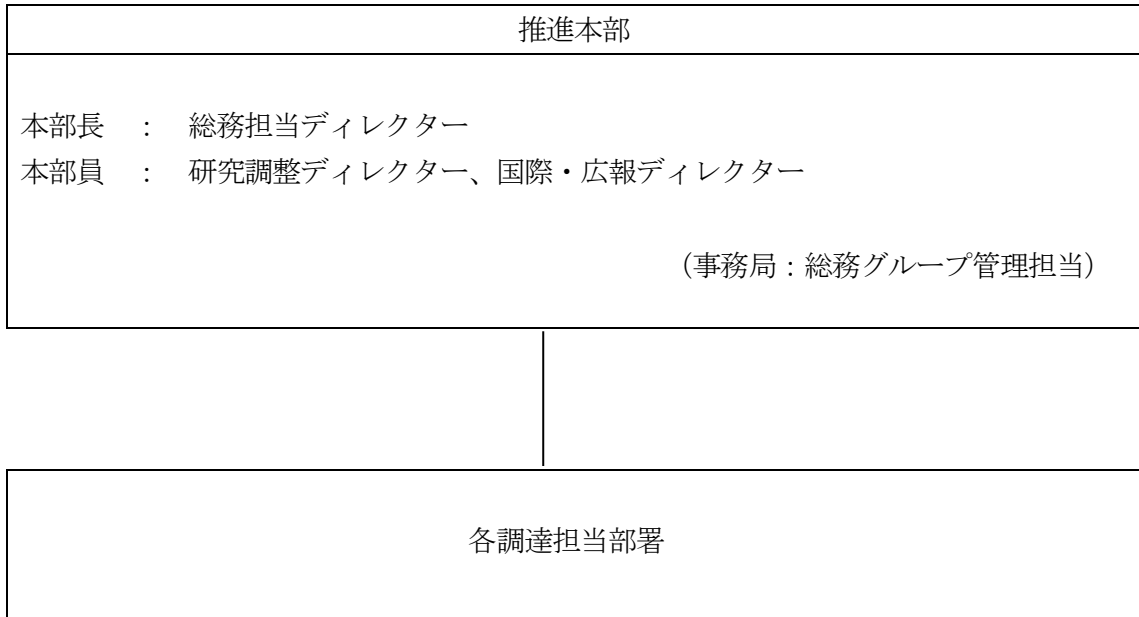 推進本部
本部長　：　総務担当ディレクター
本部員　：　研究調整ディレクター、国際・広報ディレクター
（事務局：総務グループ管理担当）
各調達担当部署